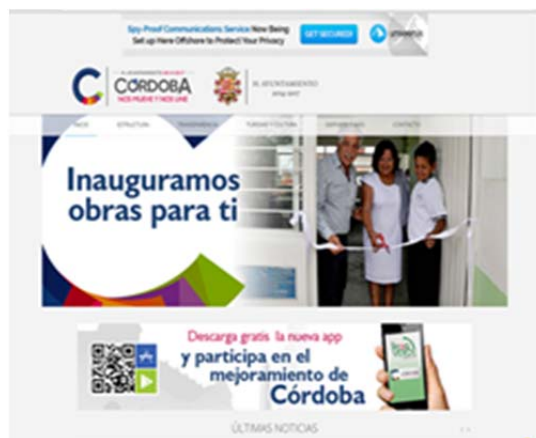 Spy-Proof Communications Service Now Being
Set up Here Offshore to Protect Your Privacy
GET SECURED!
CÓRDOBA
NOS MUEVE Y NOS UNE
H. AYUNTAMIENTO
2014-2017
INICIO ESTRUCTURA TRANSPARENCIA TURISMO Y CULTURA CONTACTO
Inauguramos
obras para ti
Descarga gratis la nueva app
y participa en el
mejoramiento de
Córdoba
ÚLTIMAS NOTICIAS